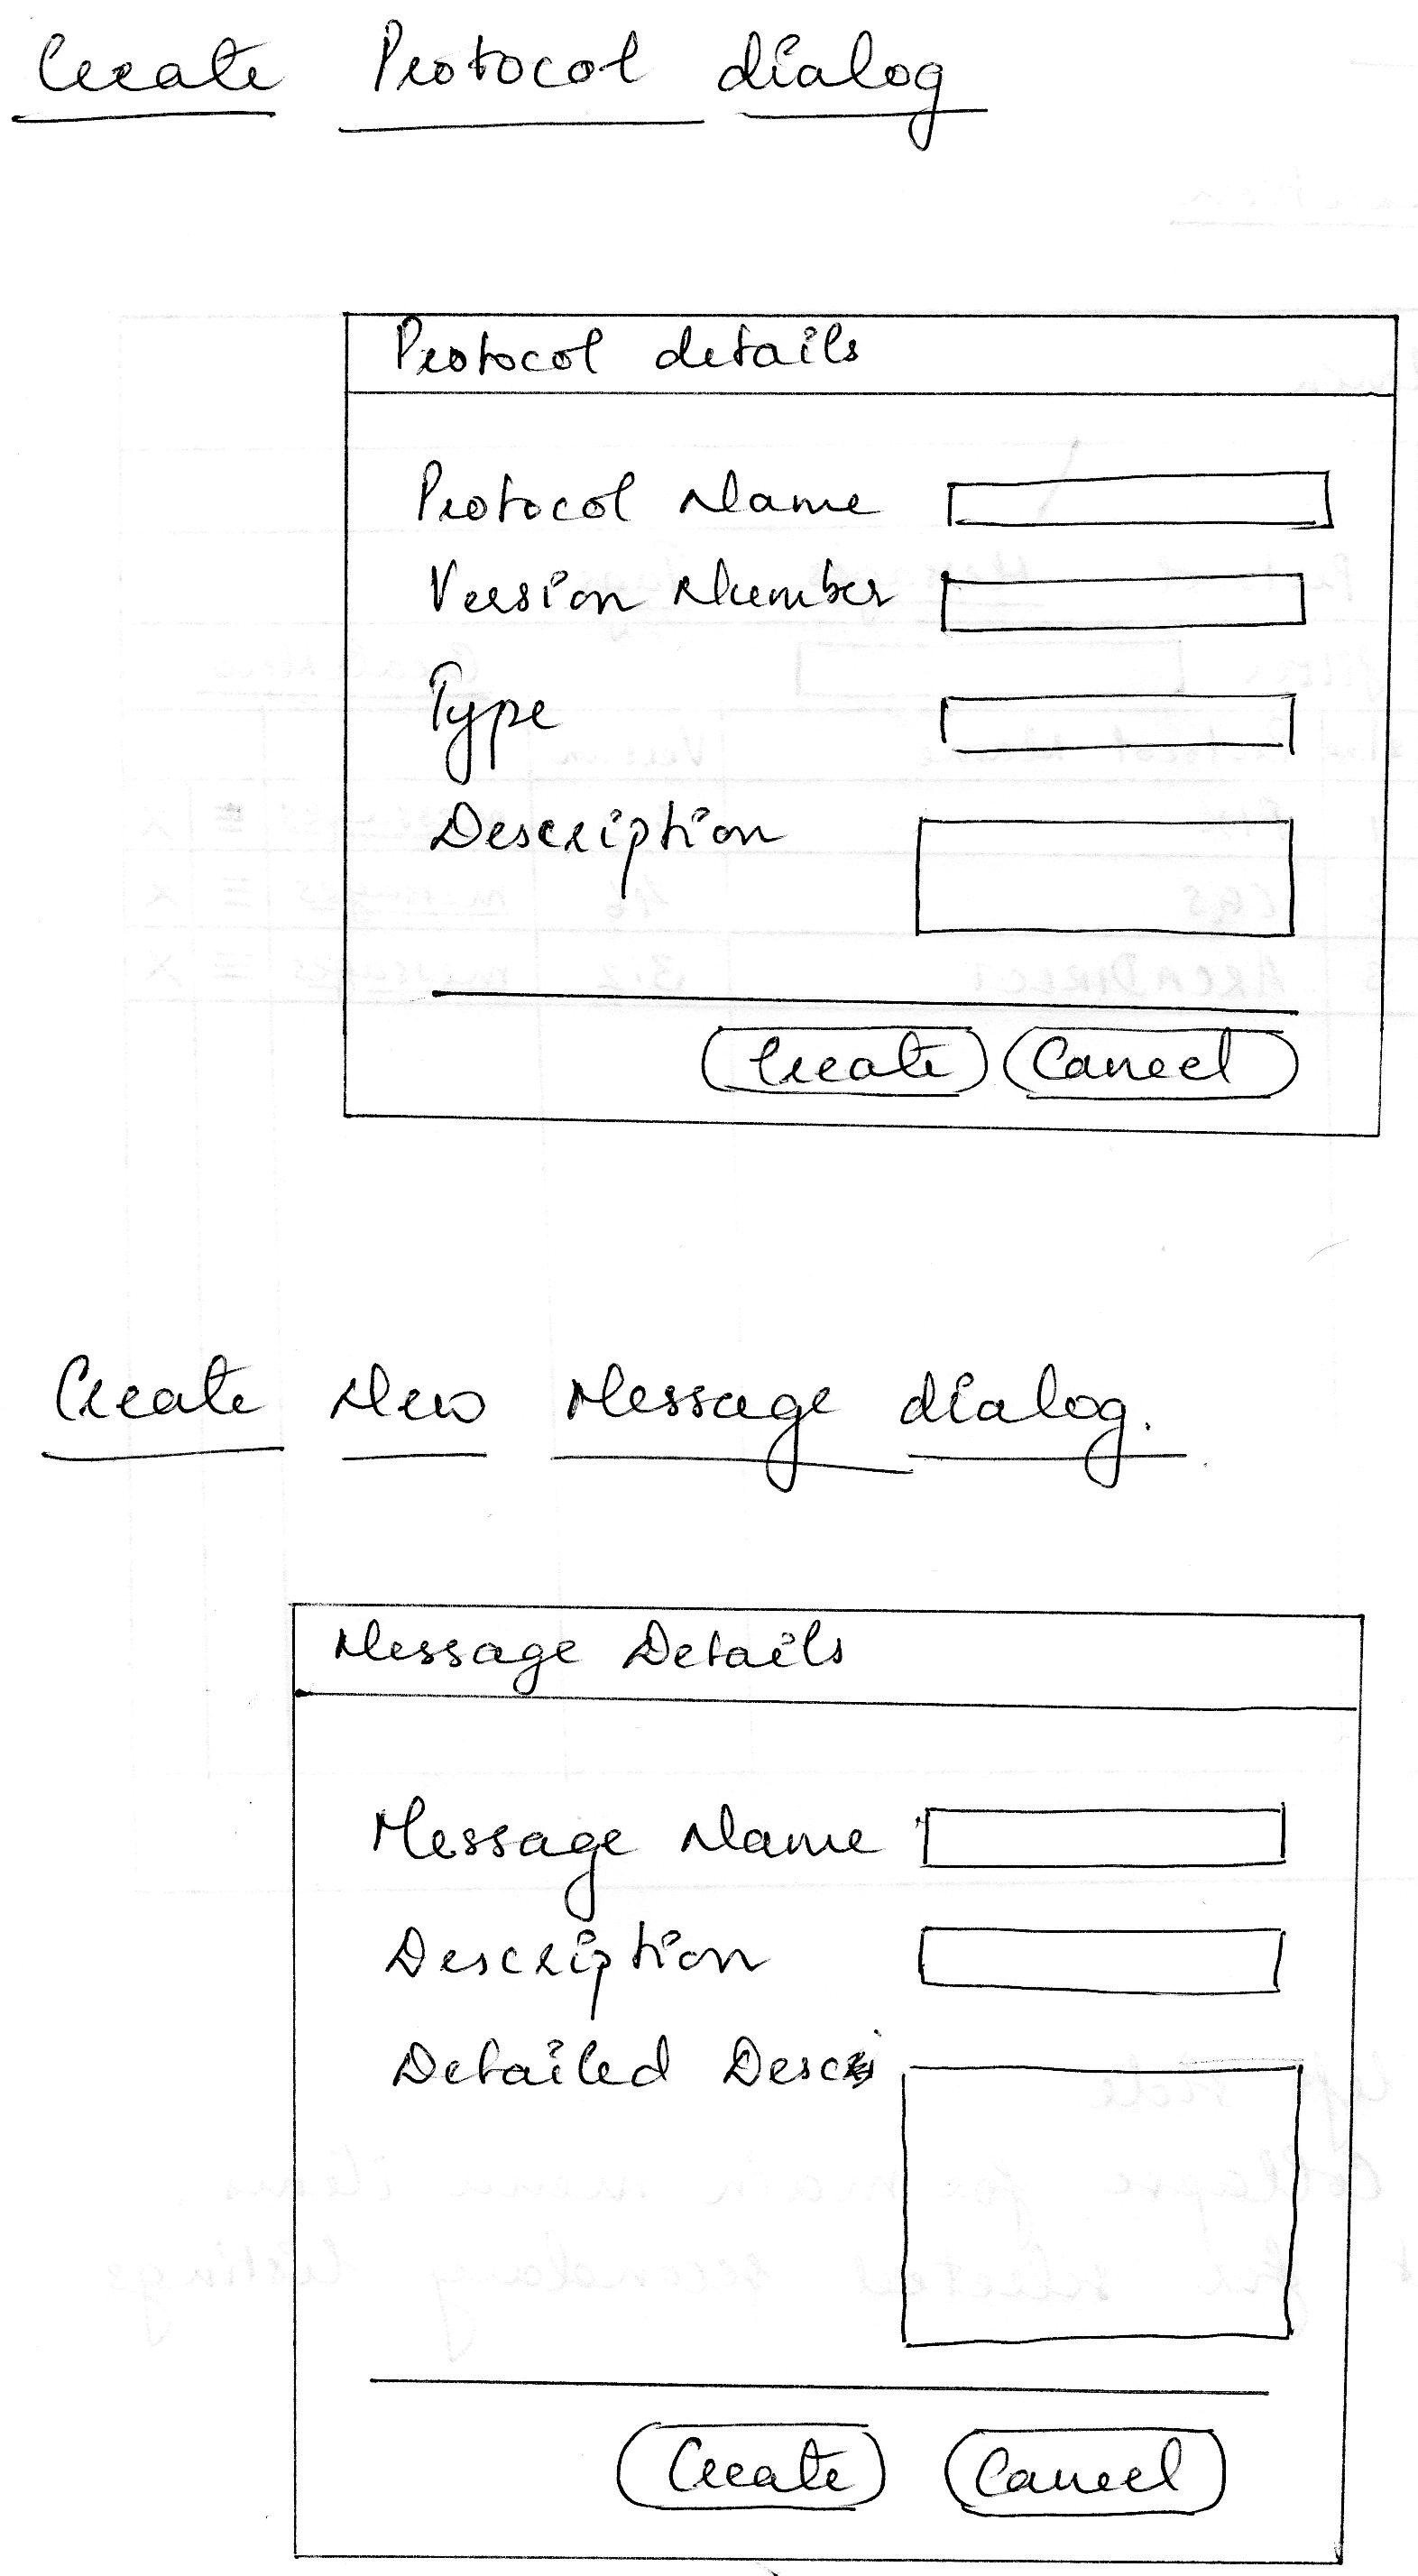 Create Protocol dialog
Protocol details
Protocol Name
Version Number
Type
Description
Create Cancel
Create New Message dialog.
Message Details
Message Name
Description
Detailed Descri
Create Cancel